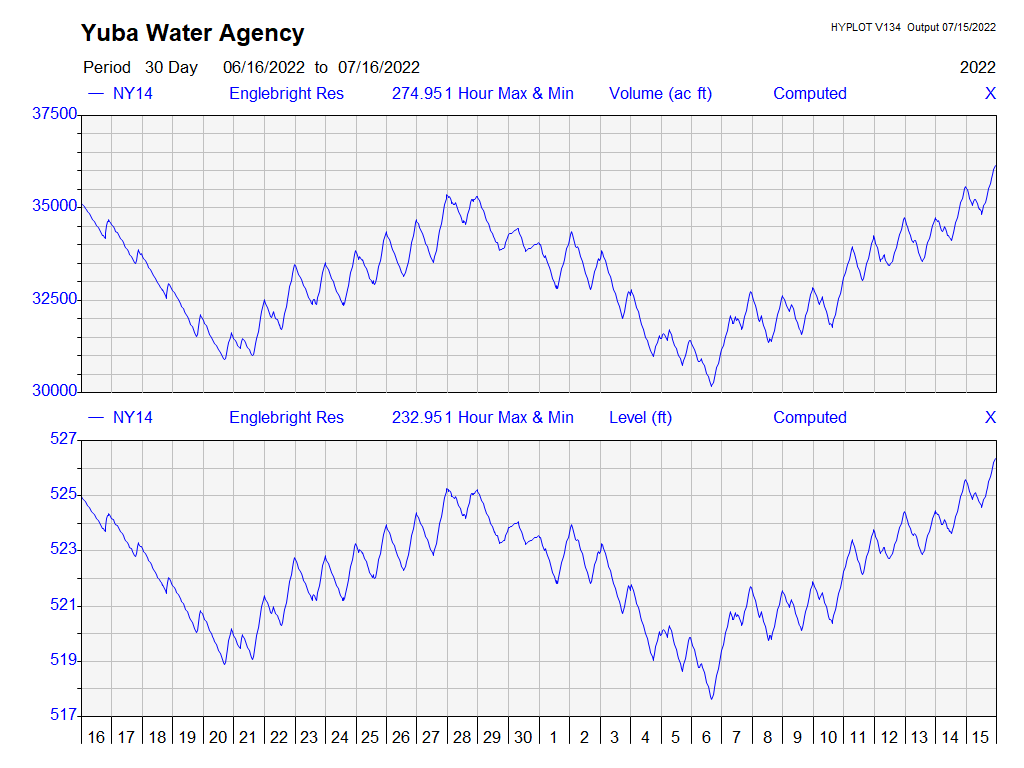 Yuba Water Agency
HYPLOT V134 Output 07/15/2022
Period 30 Day 06/16/2022 to 07/16/2022 2022
NY14 Englebright Res 274.951 Hour Max & Min Volume (ac ft) Computed X
37500
35000
32500
30000
NY14 Englebright Res 232.951 Hour Max & Min Level (ft) Computed X
527
525
523
521
519
517
16 17 18 19 20 21 22 23 24 25 26 27 28 29 30 1 2 3 4 5 6 7 8 9 10 11 12 13 14 15